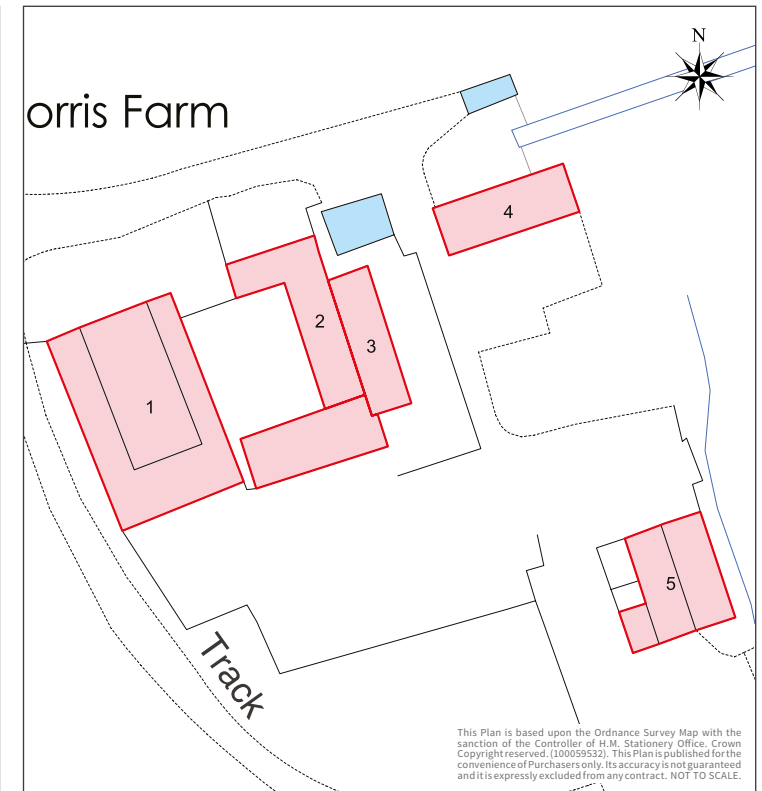 N
orris Farm
4
2
3
1
5
Track
This Plan is based upon the Ordnance Survey Map with the
sanction of the Controller of H.M. Stationery Office. Crown
Copyright reserved. (100059532). This Plan is published for the
convenience of Purchasers only. Its accuracy is not guaranteed
and it is expressly excluded from any contract. NOT TO SCALE.